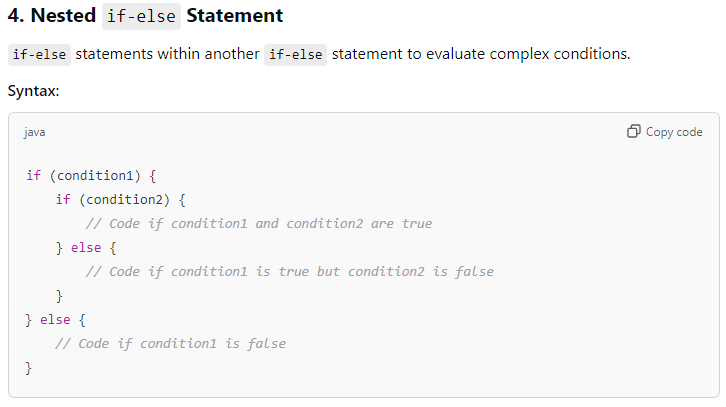 4. Nested if-else Statement
if-else statements within another if-else statement to evaluate complex conditions.
Syntax:
java
Copy code
if (condition1) {
    if (condition2) {
        // Code if condition1 and condition2 are true
    } else {
        // Code if condition1 is true but condition2 is false
    }
} else {
    // Code if condition1 is false
}